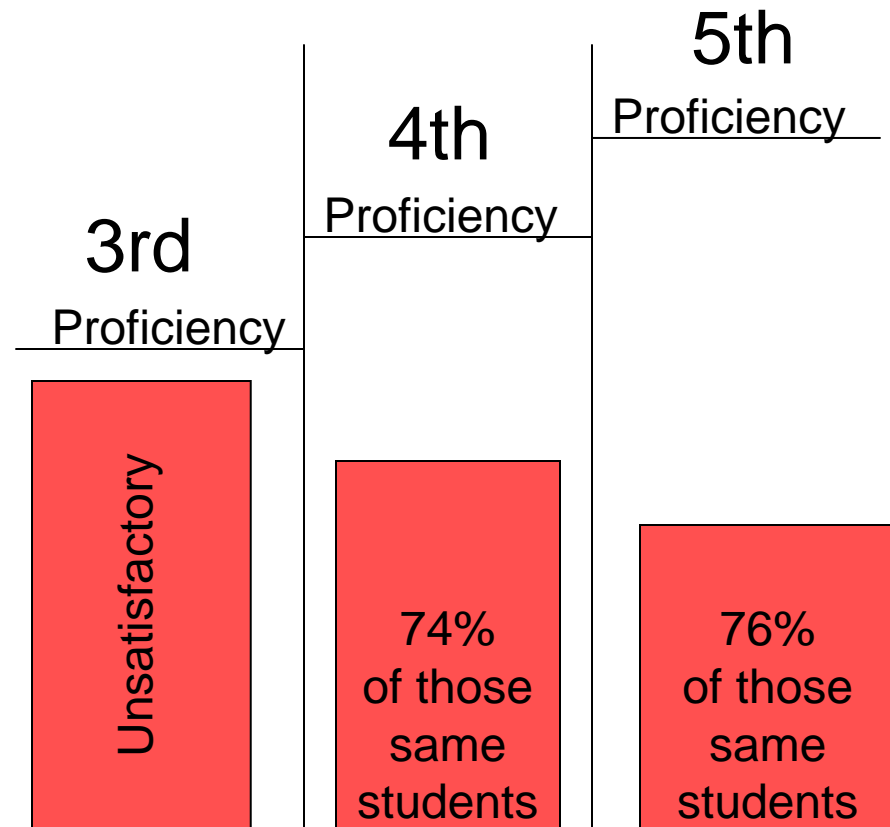 3rd
Proficiency
Unsatisfactory
4th
Proficiency
74%
of those
same
students
5th
Proficiency
76%
of those
same
students